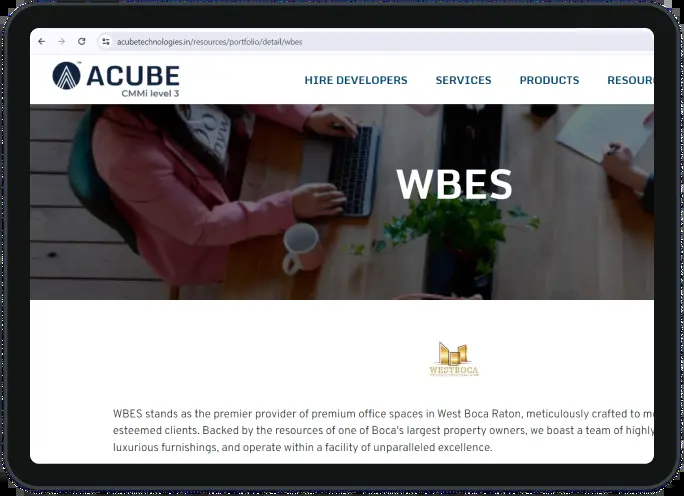 acubetechnologies.in/resources/portfolio/detail/wbes
ACUBE
™
CMMi level 3
HIRE DEVELOPERS SERVICES PRODUCTS RESOUR
WBES
WESTBOCA
WBES stands as the premier provider of premium office spaces in West Boca Raton, meticulously crafted to m
esteemed clients. Backed by the resources of one of Boca's largest property owners, we boast a team of highly
luxurious furnishings, and operate within a facility of unparalleled excellence.